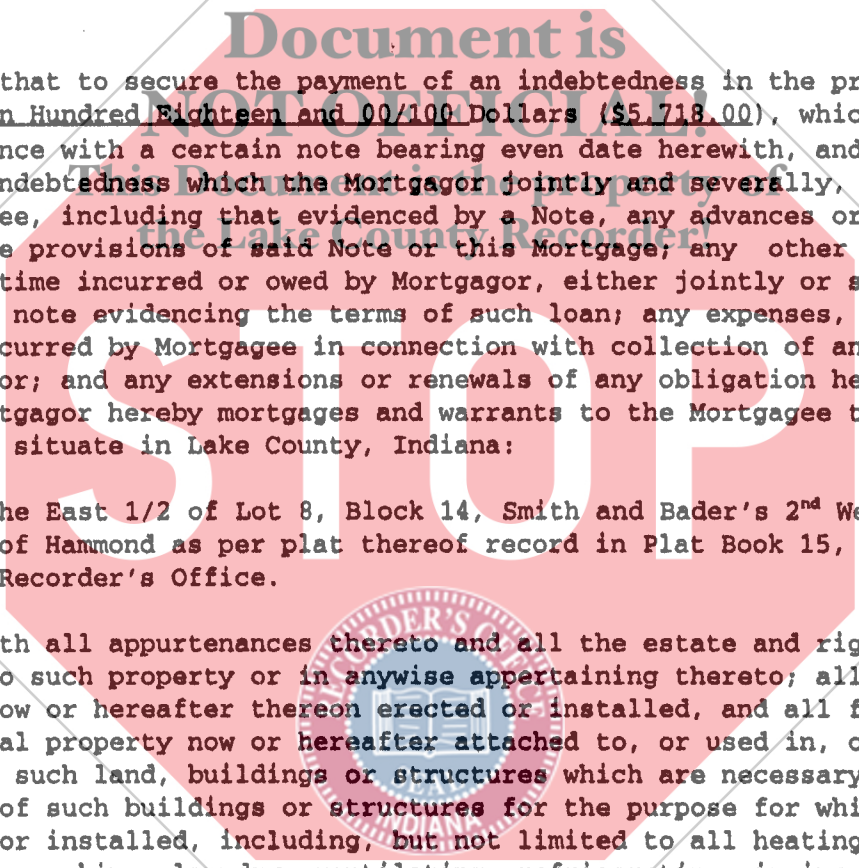 Document is
that to secure the payment of an indebtedness in the pr
n Hundred Eighteen and 00/100 Dollars ($5,718.00), whic
NOT OFFICIAL!
nce with a certain note bearing even date herewith, and
This Document is the property of
ndebtedness which the Mortgagor jointly and severally,
ee, including that evidenced by a Note, any advances or
the Lake County Recorder!
e provisions of said Note or this Mortgage; any other
time incurred or owed by Mortgagor, either jointly or s
note evidencing the terms of such loan; any expenses,
curred by Mortgagee in connection with collection of an
or; and any extensions or renewals of any obligation he
tgagor hereby mortgages and warrants to the Mortgagee t
situate in Lake County, Indiana:
STOP
he East 1/2 of Lot 8, Block 14, Smith and Bader's 2nd We
of Hammond as per plat thereof record in Plat Book 15,
Recorder's Office.
RECORDER'S OFFICE
th all appurtenances thereto and all the estate and rig
o such property or in anywise appertaining thereto; all
ow or hereafter thereon erected or installed, and all f
al property now or hereafter attached to, or used in, o
such land, buildings or structures which are necessary
SEAL
of such buildings or structures for the purpose for whi
INDIANA
or installed, including, but not limited to all heating